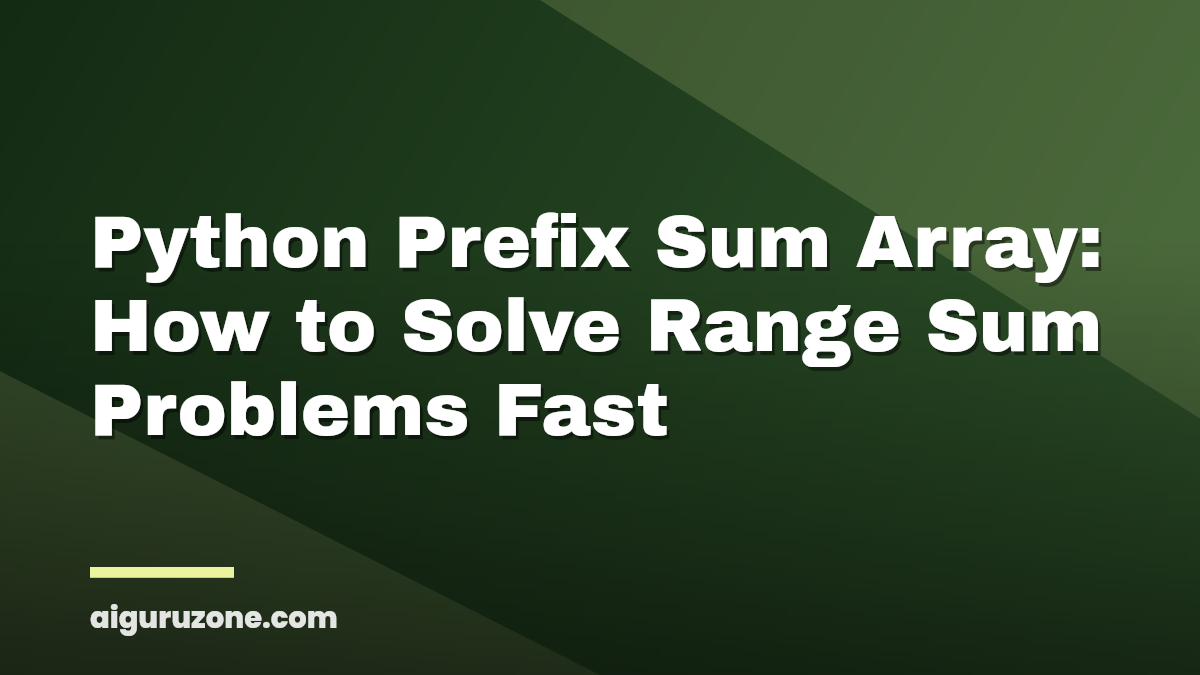 Python Prefix Sum Array:
How to Solve Range Sum
Problems Fast
aiguruzone.com